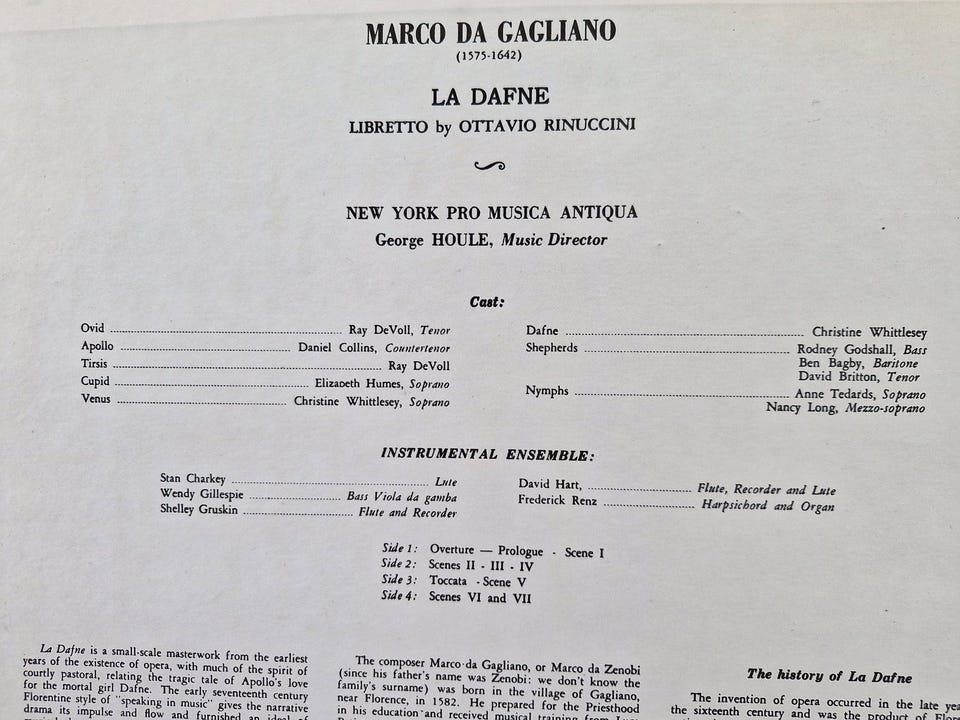 MARCO DA GAGLIANO
(1575-1642)
LA DAFNE
LIBRETTO by OTTAVIO RINUCCINI
NEW YORK PRO MUSICA ANTIQUA
George HOULE, Music Director
Cast:
Ovid ........ Ray DeVoll, Tenor
Apollo ........ Daniel Collins, Countertenor
Tirsis ........ Ray DeVoll
Cupid ........ Elizabeth Humes, Soprano
Venus ........ Christine Whittlesey, Soprano
Dafne ........ Christine Whittlesey
Shepherds ........ Rodney Godshall, Bass
Ben Bagby, Baritone
David Britton, Tenor
Nymphs ........ Anne Tedards, Soprano
Nancy Long, Mezzo-soprano
INSTRUMENTAL ENSEMBLE:
Stan Charkey ........ Lute
Wendy Gillespie ........ Bass Viola da gamba
Shelley Gruskin ........ Flute and Recorder
David Hart, ........ Flute, Recorder and Lute
Frederick Renz ........ Harpsichord and Organ
Side 1: Overture — Prologue - Scene I
Side 2: Scenes II - III - IV
Side 3: Toccata - Scene V
Side 4: Scenes VI and VII
La Dafne is a small-scale masterwork from the earliest
years of the existence of opera, with much of the spirit of
courtly pastoral, relating the tragic tale of Apollo's love
for the mortal girl Dafne. The early seventeenth century
Florentine style of "speaking in music" gives the narrative
drama its impulse and flow and furnished an ideal of
The composer Marco da Gagliano, or Marco da Zenobi
(since his father's name was Zenobi: we don't know the
family's surname) was born in the village of Gagliano,
near Florence, in 1582. He prepared for the Priesthood
in his education and received musical training from
The history of La Dafne
The invention of opera occurred in the late
the sixteenth century and was the product of